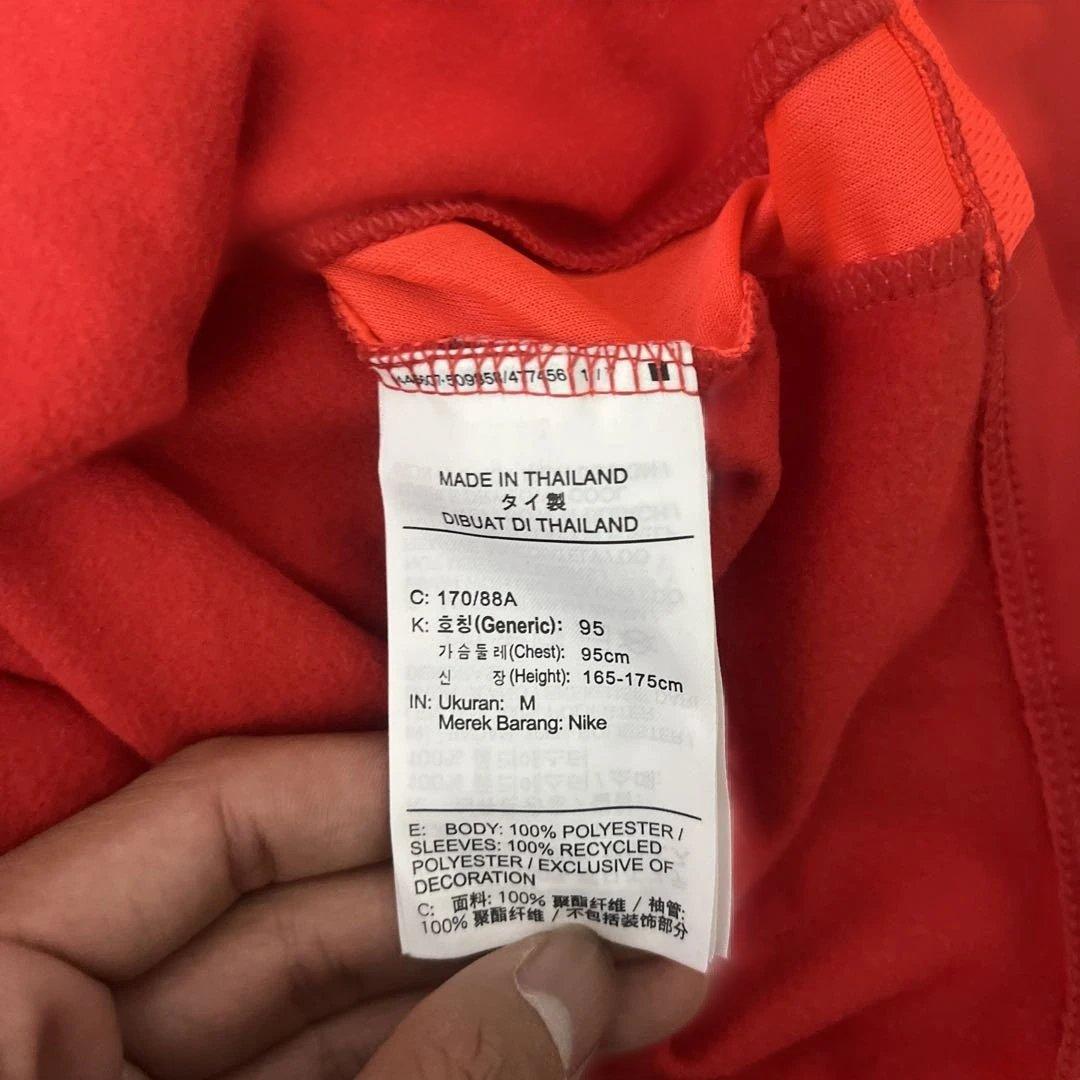 MADE IN THAILAND
タイ製
DIBUAT DI THAILAND
C: 170/88A
K: 호칭(Generic): 95
가슴둘레(Chest): 95cm
신 장(Height): 165-175cm
IN: Ukuran: M
Merek Barang: Nike
E: BODY: 100% POLYESTER /
SLEEVES: 100% RECYCLED
POLYESTER / EXCLUSIVE OF
DECORATION
C: 面料: 100% 聚酯纤维 / 袖管:
100% 聚酯纤维 / 不包括装饰部分